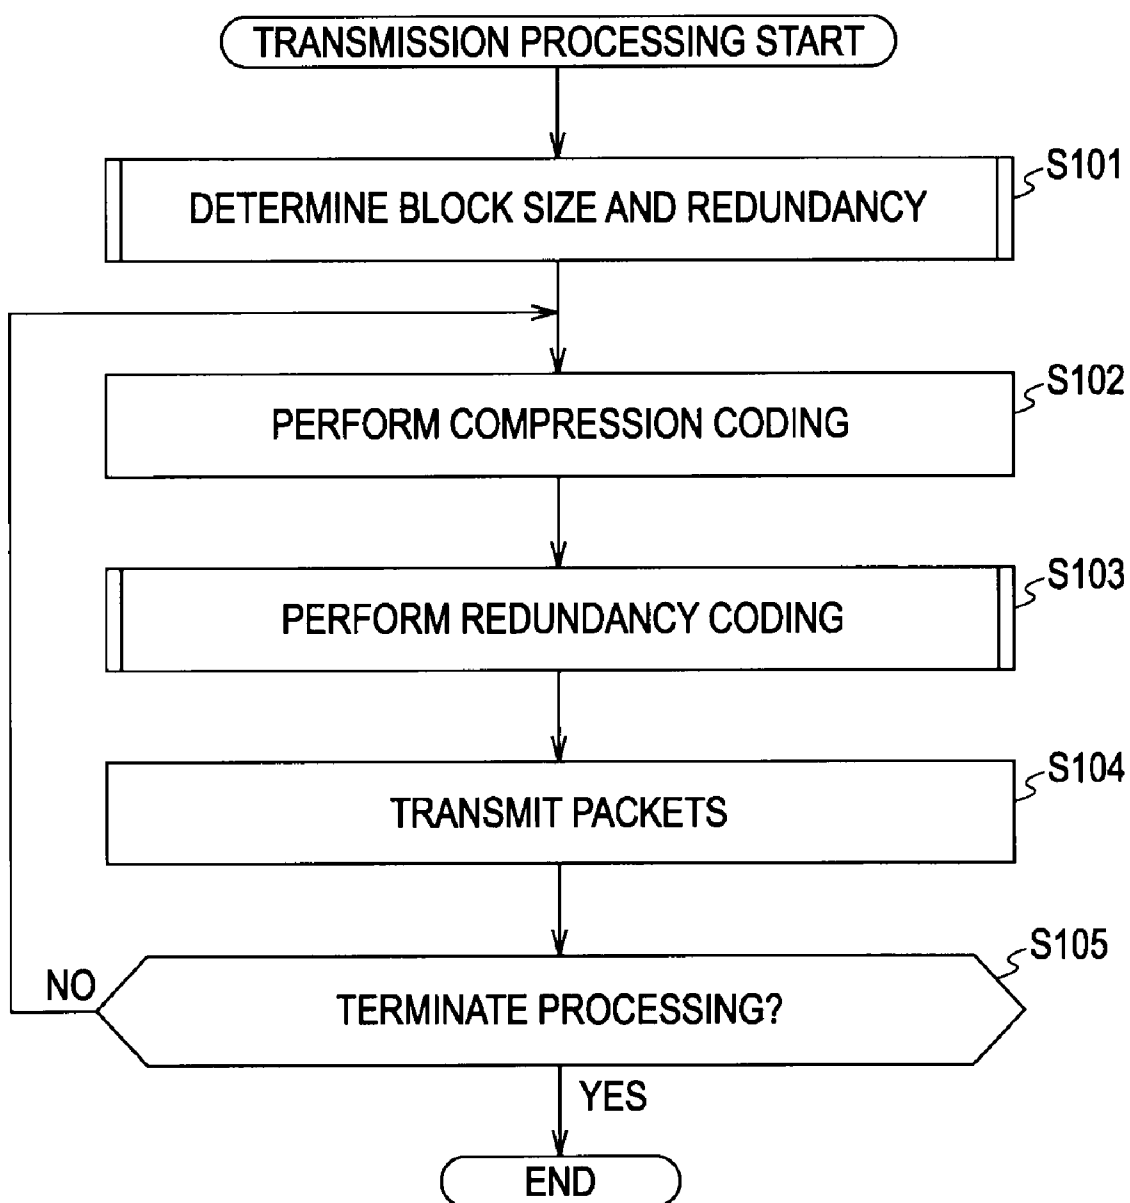 TRANSMISSION PROCESSING START
S101
DETERMINE BLOCK SIZE AND REDUNDANCY
S102
PERFORM COMPRESSION CODING
S103
PERFORM REDUNDANCY CODING
S104
TRANSMIT PACKETS
S105
NO
TERMINATE PROCESSING?
YES
END